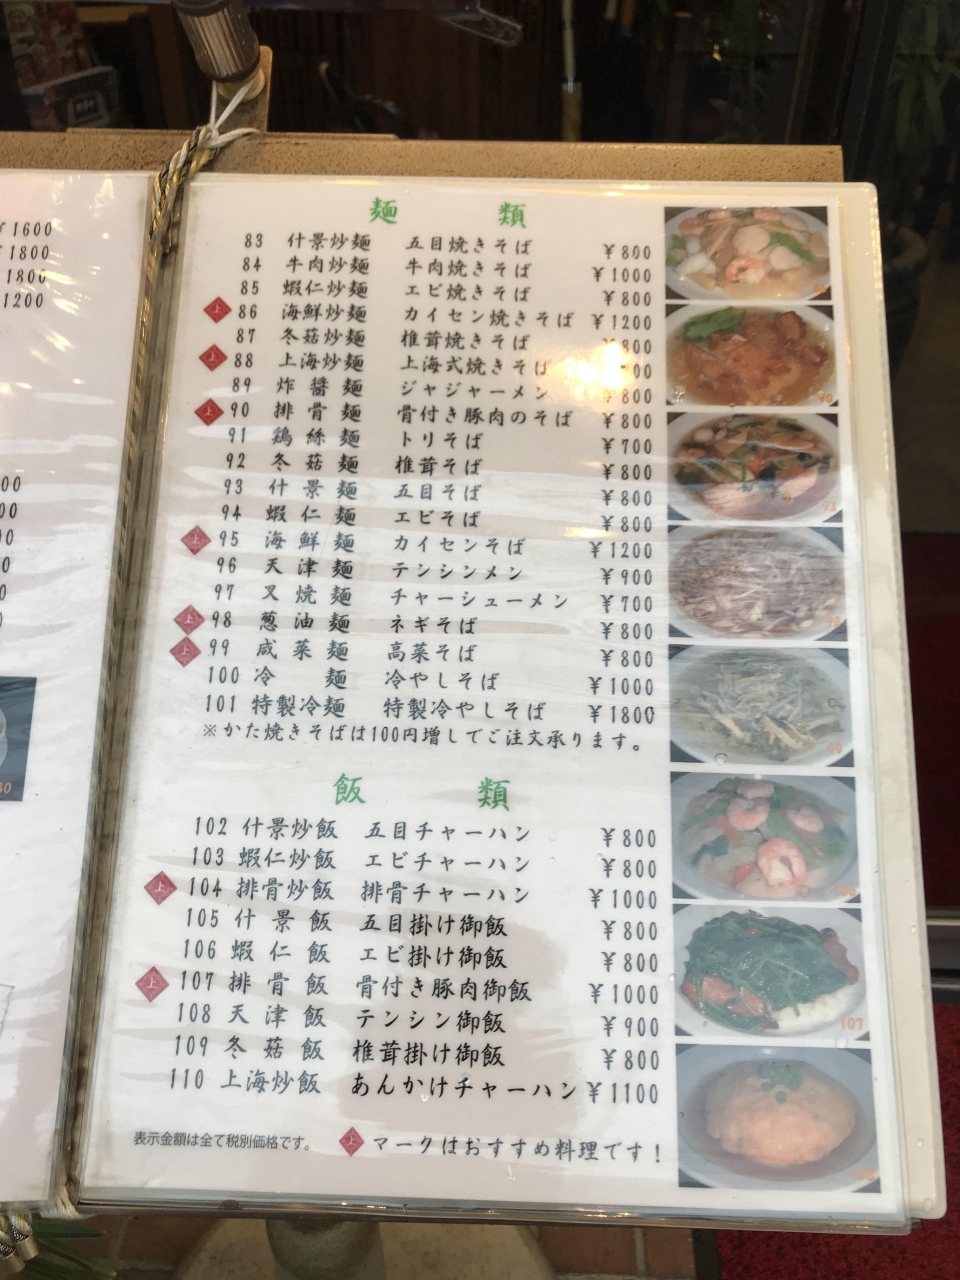 ¥1600
¥1800
1800
1200
麺 類
83 什景炒麺 五目焼きそば ¥800
84 牛肉炒麺 牛肉焼きそば ¥1000
85 蝦仁炒麺 エビ焼きそば ¥800
上 86 海鮮炒麺 カイセン焼きそば ¥1200
87 冬菇炒麺 椎茸焼きそば 800
上 88 上海炒麺 上海式焼きそば
89 炸醤麺 ジャジャーメン ¥800
上 90 排骨麺 骨付き豚肉のそば ¥800
91 鶏絲麺 トリそば ¥700
92 冬菇麺 椎茸そば ¥800
93 什景麺 五目そば ¥800
94 蝦仁麺 エビそば ¥800
上 95 海鮮麺 カイセンそば ¥1200
96 天津麺 テンシンメン ¥900
97 叉焼麺 チャーシューメン ¥700
上 98 葱油麺 ネギそば ¥800
上 99 咸菜麺 高菜そば ¥800
100 冷麺 冷やしそば ¥1000
101 特製冷麺 特製冷やしそば ¥1800
※かた焼きそばは100円増しでご注文承ります。
飯 類
102 什景炒飯 五目チャーハン ¥800
103 蝦仁炒飯 エビチャーハン ¥800
上 104 排骨炒飯 排骨チャーハン ¥1000
105 什景飯 五目掛け御飯 ¥800
106 蝦仁飯 エビ掛け御飯 ¥800
上 107 排骨飯 骨付き豚肉御飯 ¥1000
108 天津飯 テンシン御飯 ¥900
109 冬菇飯 椎茸掛け御飯 ¥800
110 上海炒飯 あんかけチャーハン ¥1100
表示金額は全て税別価格です。
上 マークはおすすめ料理です！
90
93
98
99
107